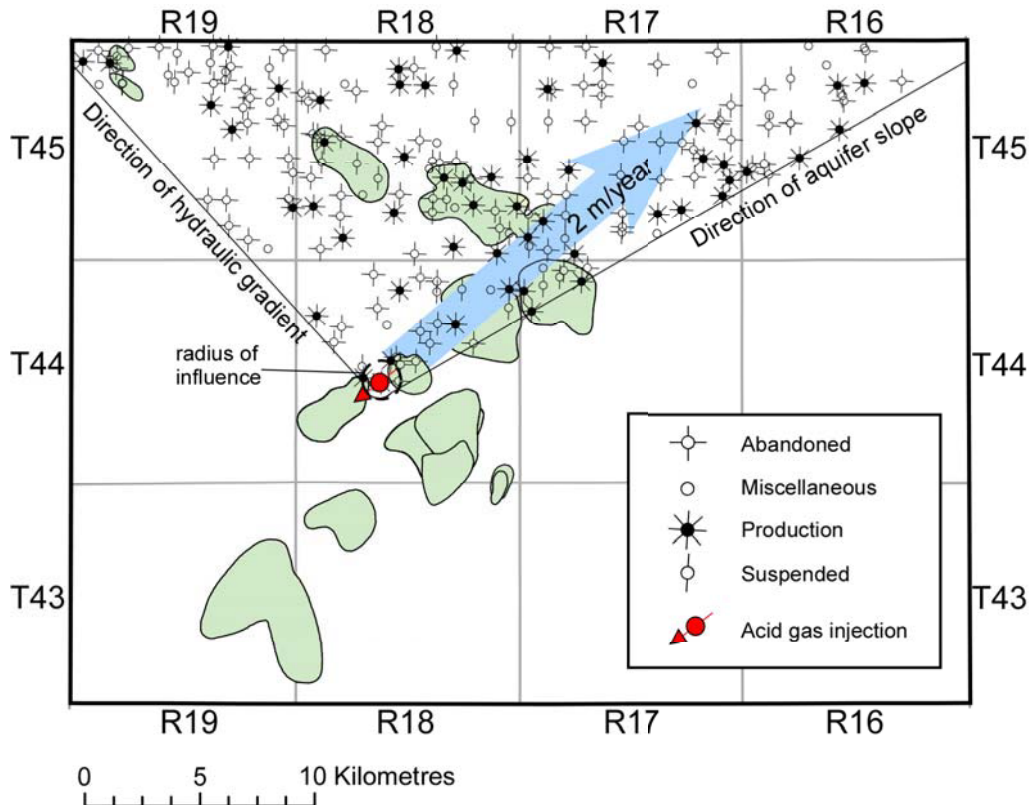 R19 R18 R17 R16
T45 T45
Direction of hydraulic gradient
2 m/year
Direction of aquifer slope
T44 T44
radius of
influence
Abandoned
Miscellaneous
Production
Suspended
Acid gas injection
T43 T43
R19 R18 R17 R16
0 5 10 Kilometres